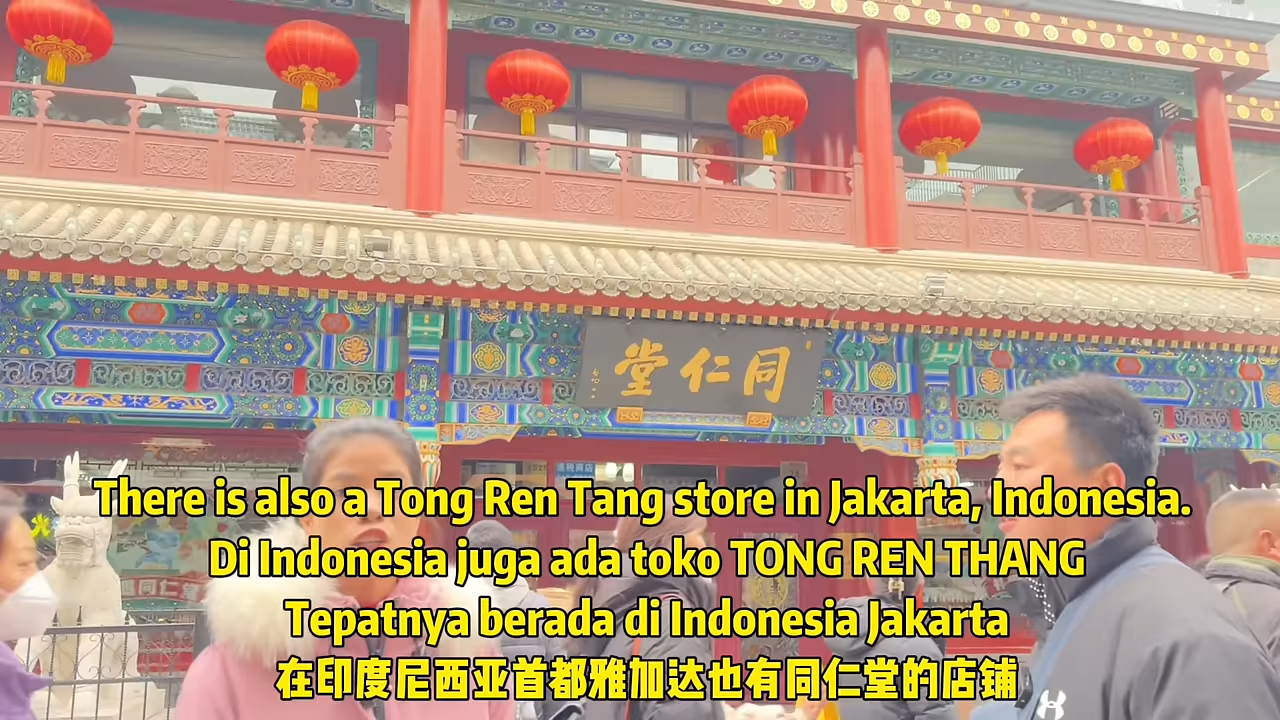 同仁堂
There is also a Tong Ren Tang store in Jakarta, Indonesia.
Di Indonesia juga ada toko TONG REN THANG
Tepatnya berada di Indonesia Jakarta
在印度尼西亚首都雅加达也有同仁堂的店铺